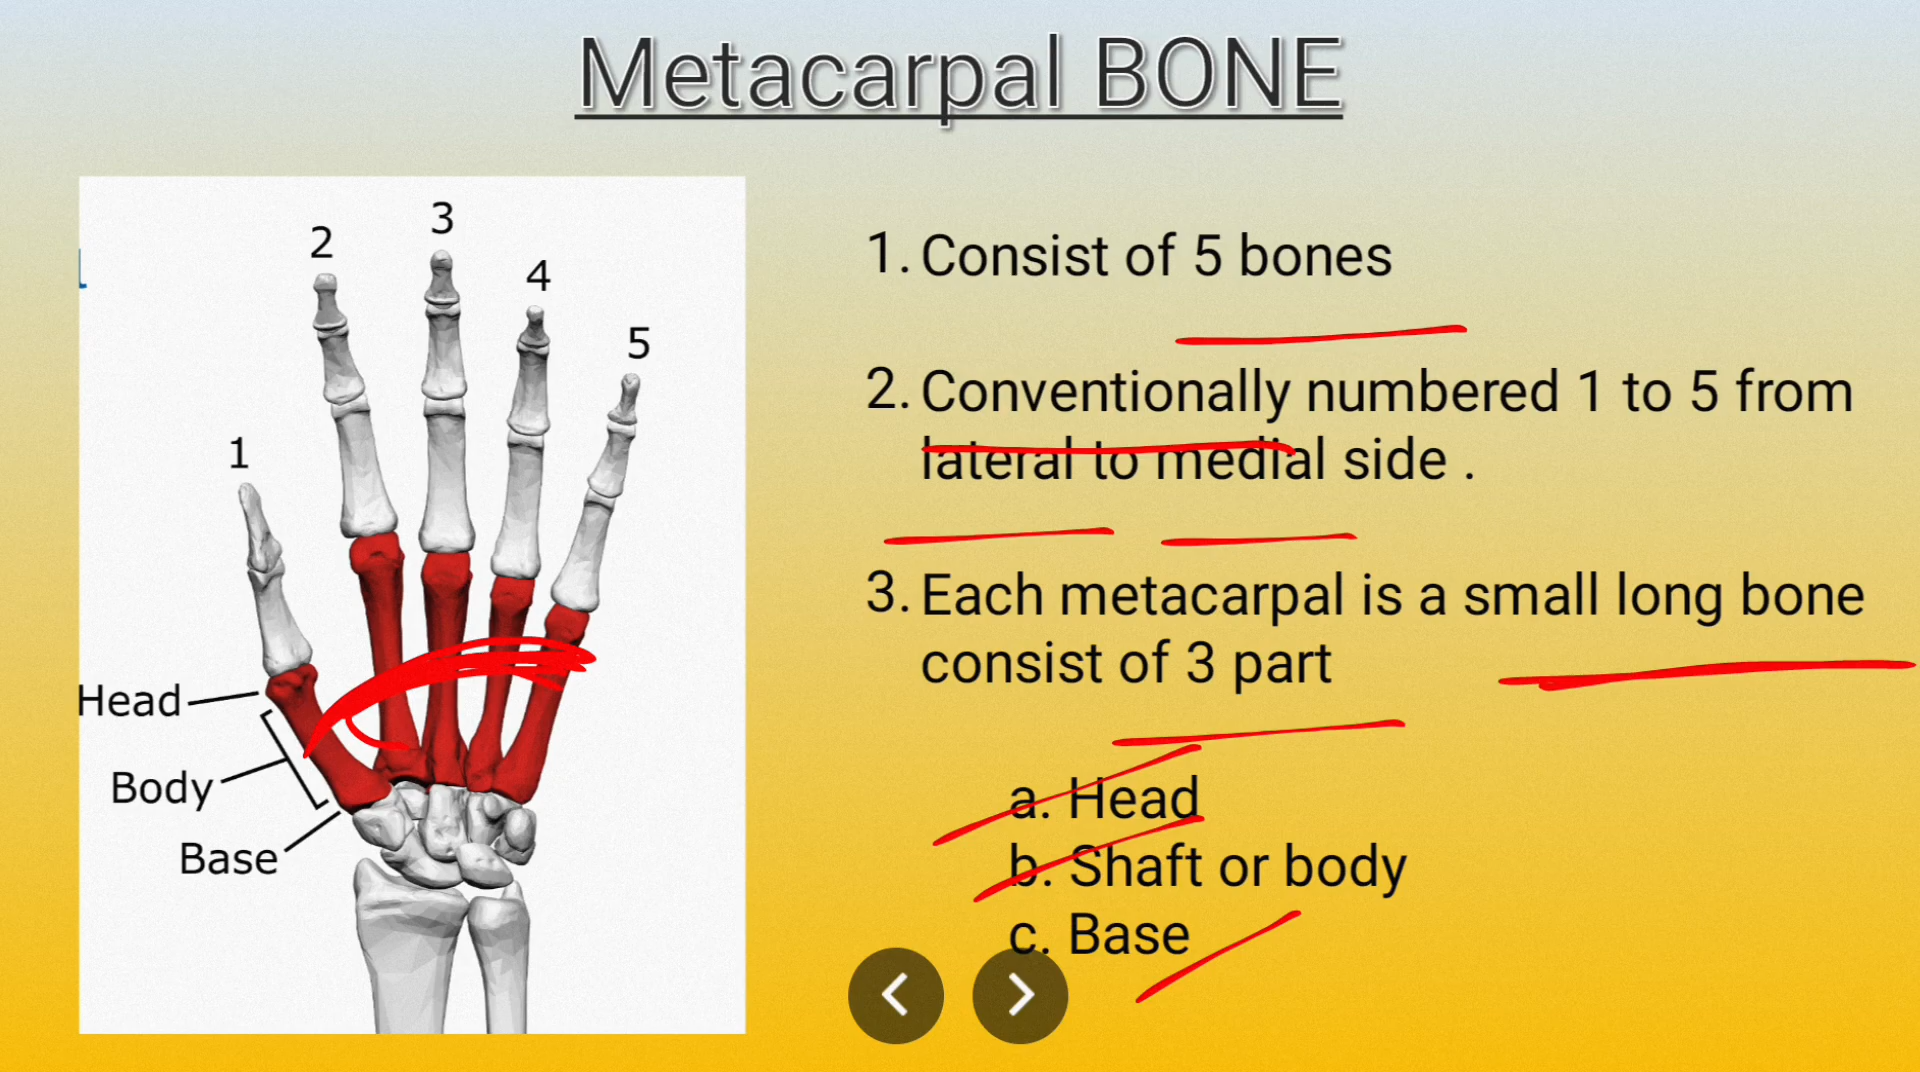 Metacarpal BONE
3
2
4
5
1
Head
Body
Base
1. Consist of 5 bones
2. Conventionally numbered 1 to 5 from
lateral to medial side .
3. Each metacarpal is a small long bone
consist of 3 part
a. Head
b. Shaft or body
c. Base